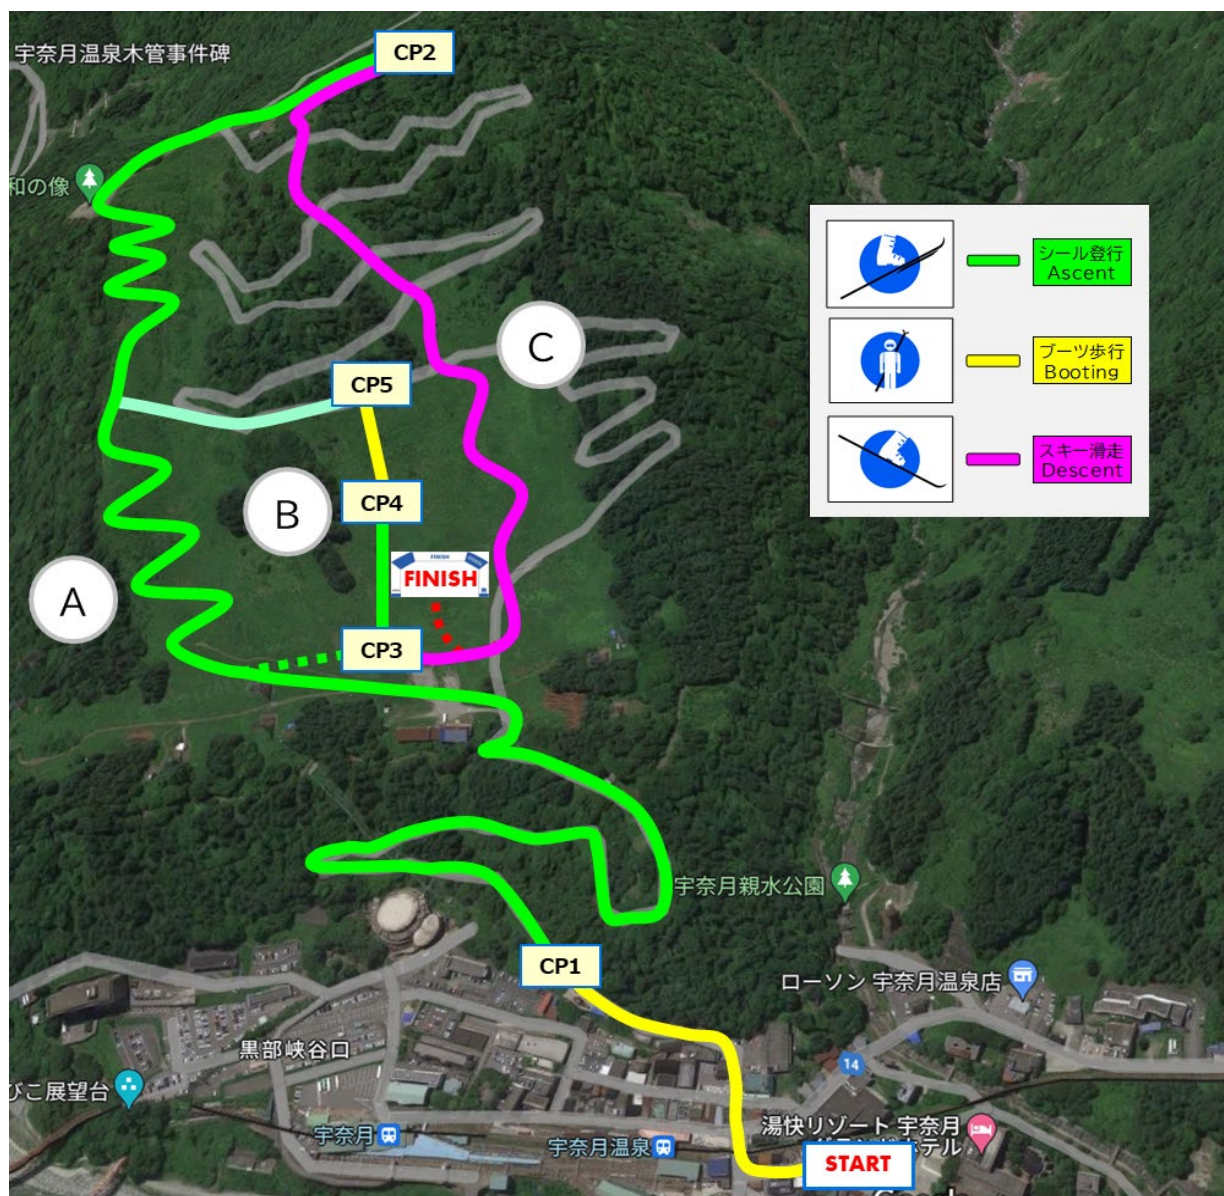 宇奈月温泉木管事件碑
CP2
和の像
C
シール登行
Ascent
ブーツ歩行
Booting
スキー滑走
Descent
CP5
B
CP4
A
FINISH
FINISH
CP3
宇奈月親水公園
CP1
ローソン 宇奈月温泉店
黒部峡谷口
14
びこ展望台
宇奈月
宇奈月温泉
湯快リゾート 宇奈月
START